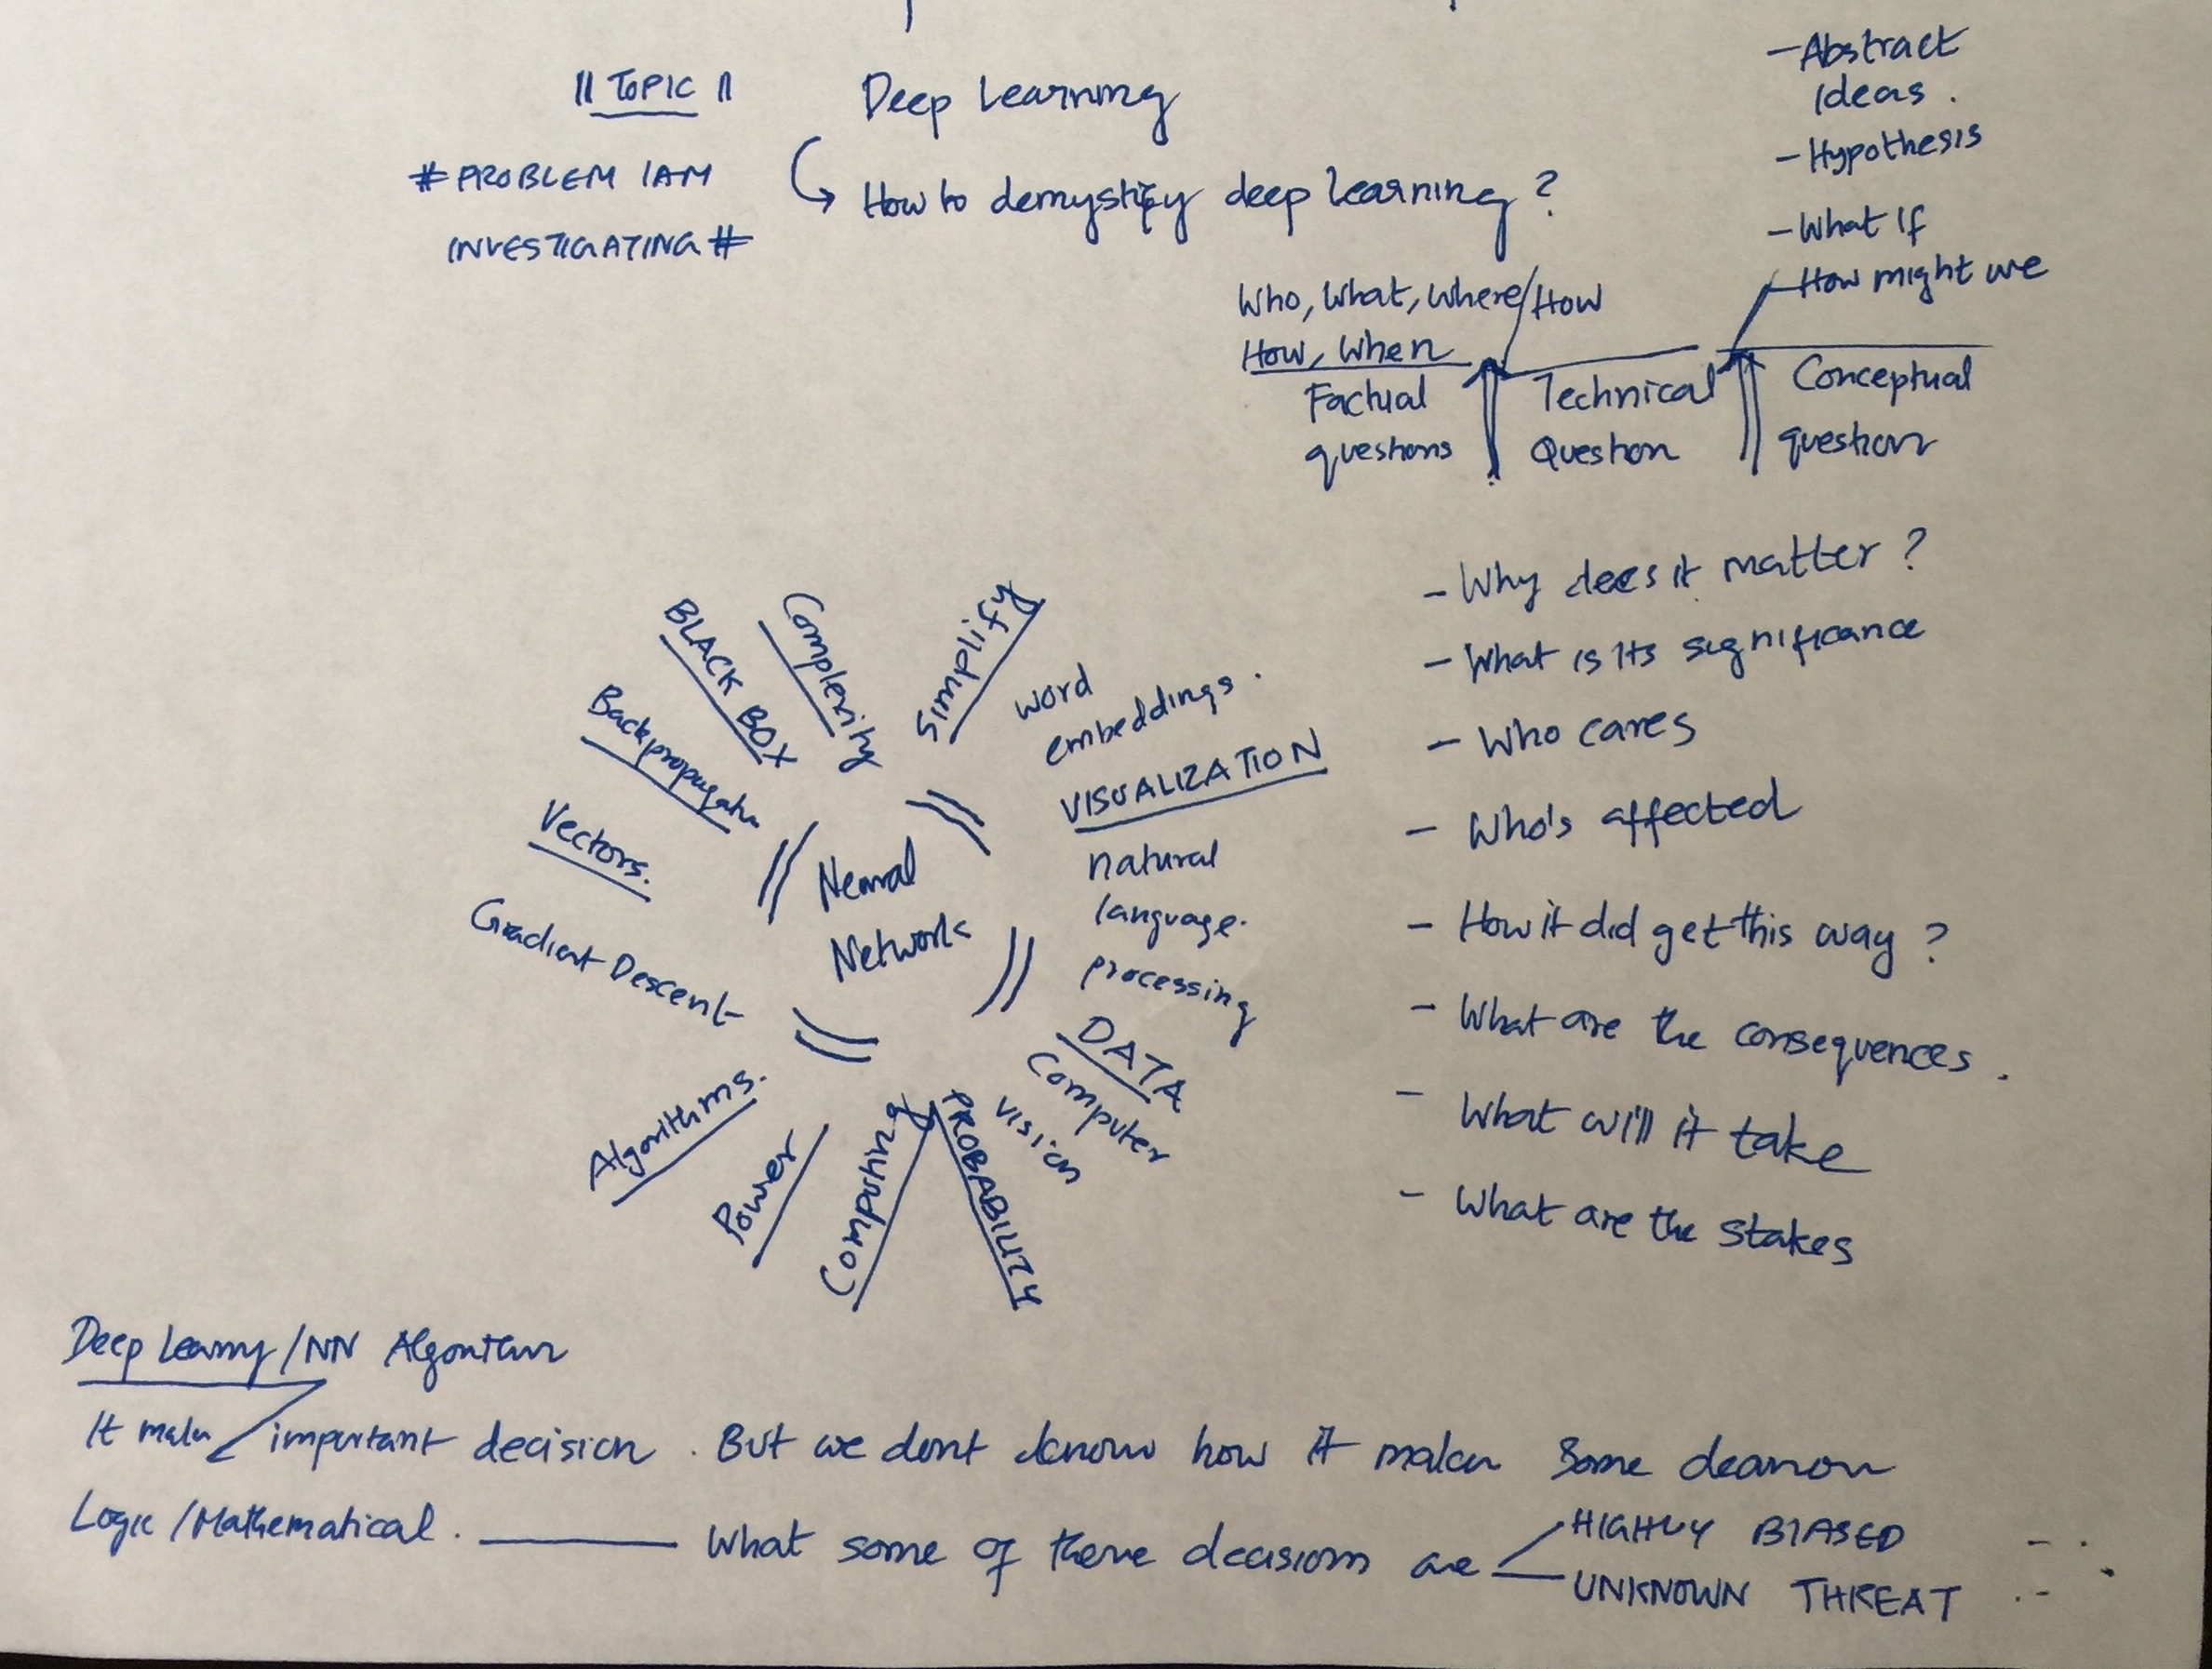 || TOPIC || Deep Learning
# PROBLEM I AM
INVESTIGATING #
How to demystify deep learning ?
- Abstract
Ideas .
- Hypothesis
- What If
- How might we
Who, What, Where / How
How, When
Factual
questions
Technical
Question
Conceptual
question
BLACK BOX
Complexity
Simplify
word
embeddings .
VISUALIZATION
natural
language .
processing
DATA
Computer
vision
PROBABILITY
Computing
Power
Algorithms .
Gradient Descent
Vectors .
Neural
Network
- Why does it matter ?
- What is its significance
- Who cares
- Who's affected
- How it did get this way ?
- What are the consequences .
- What will it take
- What are the stakes
Deep Learning / NN Algorithm
It makes important decision . But we dont know how it makes some decision
Logic / Mathematical . What some of these decisions are
HIGHLY BIASED
UNKNOWN THREAT